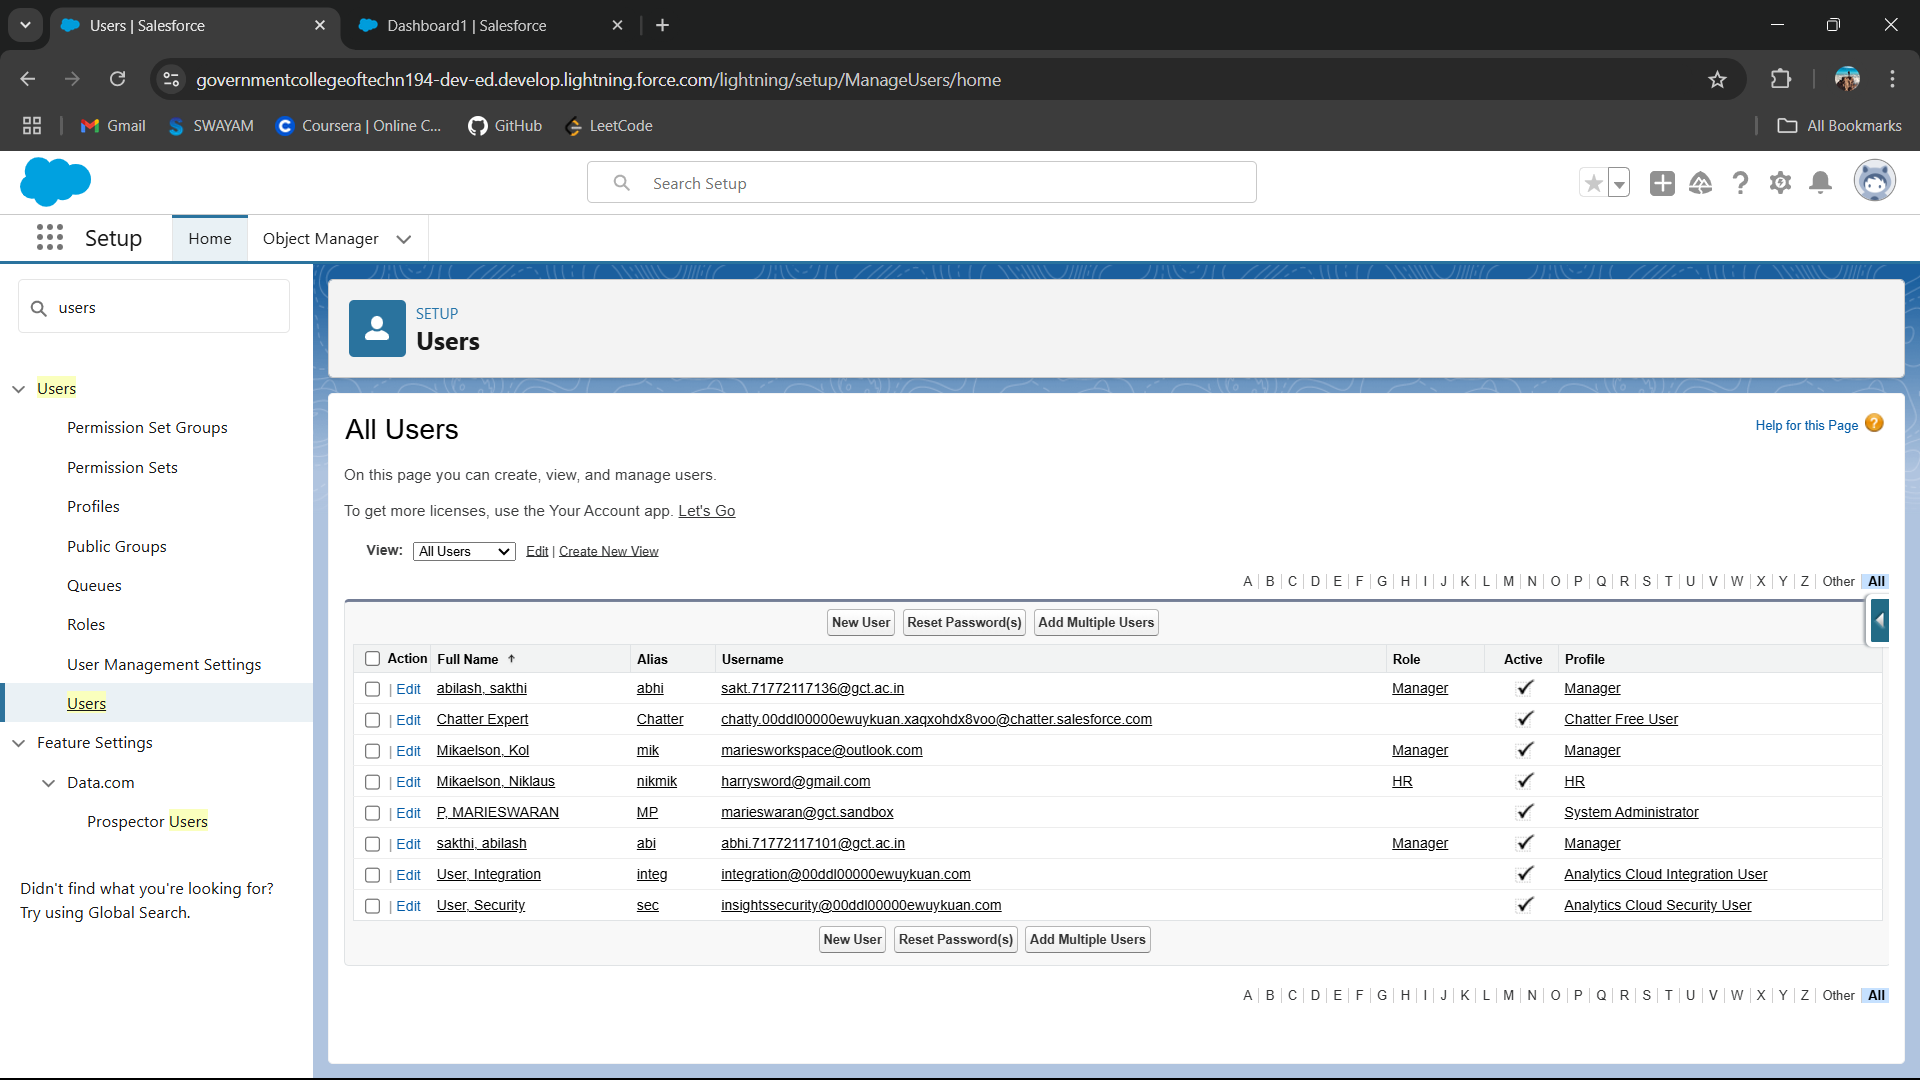 Users | Salesforce
Dashboard1 | Salesforce
governmentcollegeoftechn194-dev-ed.develop.lightning.force.com/lightning/setup/ManageUsers/home
Gmail
SWAYAM
Coursera | Online C...
GitHub
LeetCode
All Bookmarks
Search Setup
Setup
Home
Object Manager
users
Users
Permission Set Groups
Permission Sets
Profiles
Public Groups
Queues
Roles
User Management Settings
Users
Feature Settings
Data.com
Prospector Users
Didn't find what you're looking for?
Try using Global Search.
SETUP
Users
All Users
Help for this Page
On this page you can create, view, and manage users.
To get more licenses, use the Your Account app. Let's Go
View: All Users Edit | Create New View
A | B | C | D | E | F | G | H | I | J | K | L | M | N | O | P | Q | R | S | T | U | V | W | X | Y | Z | Other | All
New User Reset Password(s) Add Multiple Users
Action Full Name ↑ Alias Username Role Active Profile
| Edit abilash, sakthi abhi sakt.71772117136@gct.ac.in Manager ✓ Manager
| Edit Chatter Expert Chatter chatty.00ddl00000ewuykuan.xaqxohdx8voo@chatter.salesforce.com ✓ Chatter Free User
| Edit Mikaelson, Kol mik mariesworkspace@outlook.com Manager ✓ Manager
| Edit Mikaelson, Niklaus nikmik harrysword@gmail.com HR ✓ HR
| Edit P, MARIESWARAN MP marieswaran@gct.sandbox ✓ System Administrator
| Edit sakthi, abilash abi abhi.71772117101@gct.ac.in Manager ✓ Manager
| Edit User, Integration integ integration@00ddl00000ewuykuan.com ✓ Analytics Cloud Integration User
| Edit User, Security sec insightssecurity@00ddl00000ewuykuan.com ✓ Analytics Cloud Security User
New User Reset Password(s) Add Multiple Users
A | B | C | D | E | F | G | H | I | J | K | L | M | N | O | P | Q | R | S | T | U | V | W | X | Y | Z | Other | All